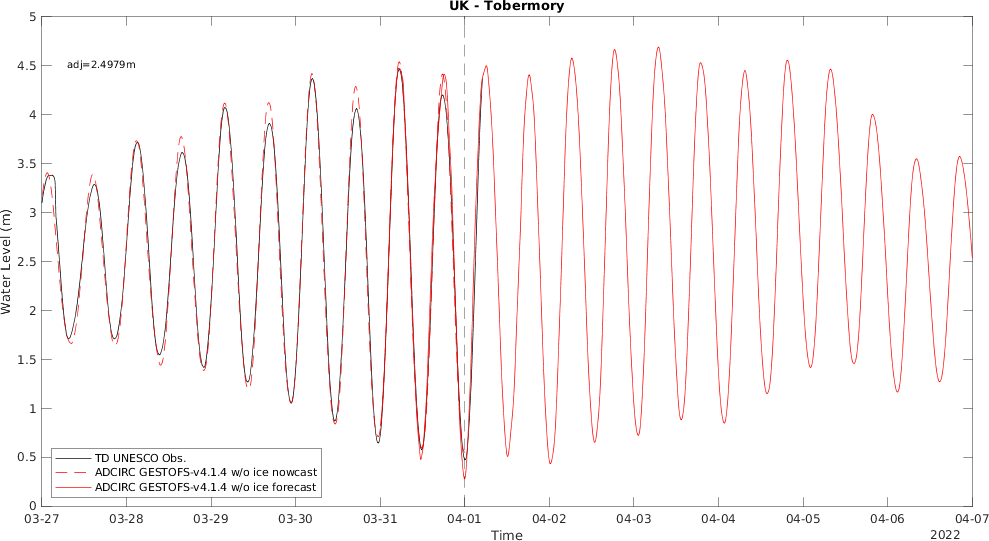 UK - Tobermory
adj=2.4979m
5
4.5
4
3.5
3
2.5
2
1.5
1
0.5
0
Water Level (m)
TD UNESCO Obs.
ADCIRC GESTOFS-v4.1.4 w/o ice nowcast
ADCIRC GESTOFS-v4.1.4 w/o ice forecast
03-27 03-28 03-29 03-30 03-31 04-01 04-02 04-03 04-04 04-05 04-06 04-07
Time
2022